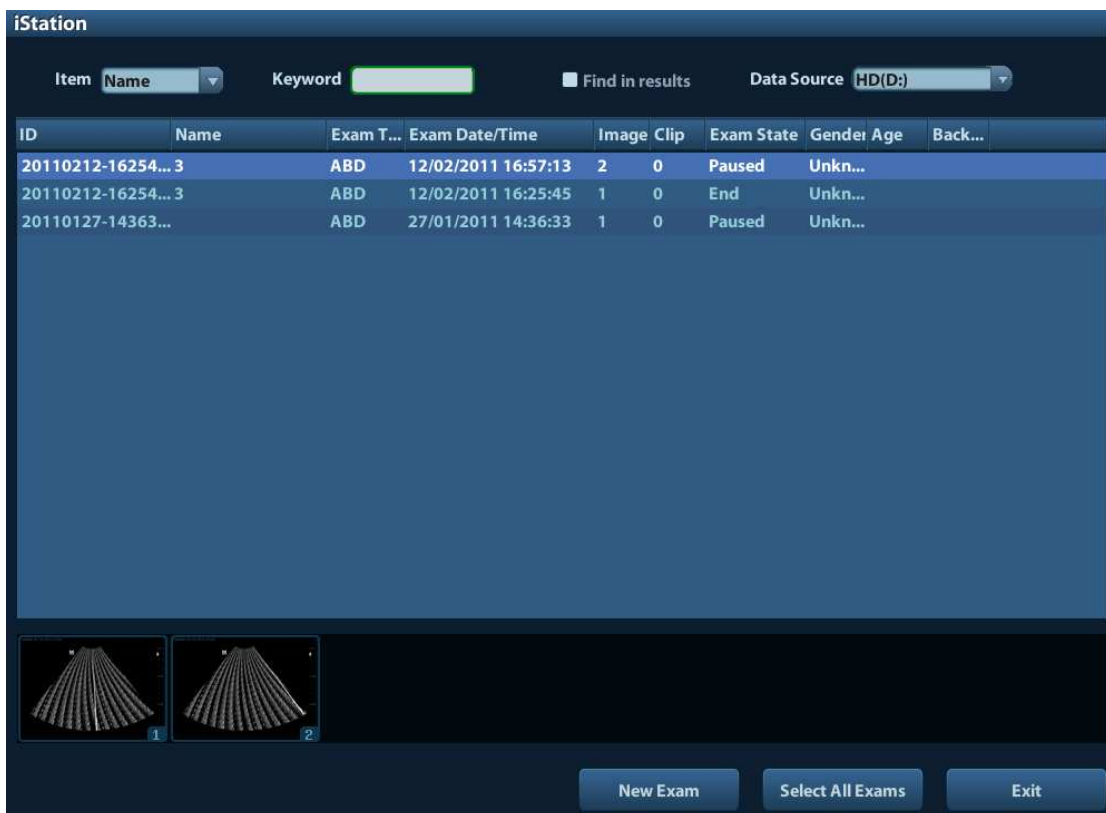 iStation
Item Name Keyword Find in results Data Source HD(D:)
ID Name Exam T... Exam Date/Time Image Clip Exam State Gender Age Back...
20110212-16254... 3 ABD 12/02/2011 16:57:13 2 0 Paused Unkn...
20110212-16254... 3 ABD 12/02/2011 16:25:45 1 0 End Unkn...
20110127-14363... ABD 27/01/2011 14:36:33 1 0 Paused Unkn...
1 2
New Exam Select All Exams Exit